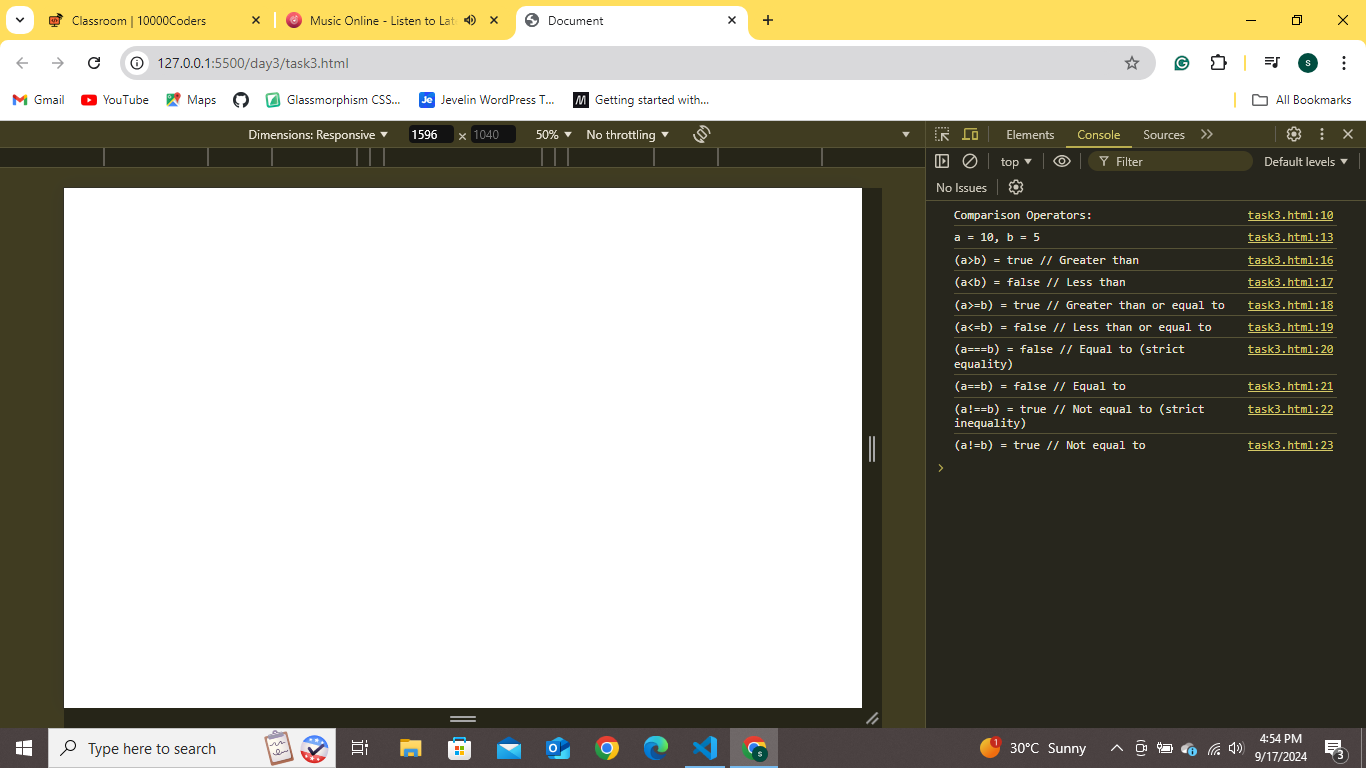 Classroom | 10000Coders
Music Online - Listen to Lat
Document
127.0.0.1:5500/day3/task3.html
S
Gmail
YouTube
Maps
Glassmorphism CSS...
Je
Jevelin WordPress T...
M
Getting started with...
All Bookmarks
Dimensions: Responsive
1596
×
1040
50%
No throttling
Elements
Console
Sources
top
Filter
Default levels
No Issues
Comparison Operators: task3.html:10
a = 10, b = 5 task3.html:13
(a>b) = true // Greater than task3.html:16
(a<b) = false // Less than task3.html:17
(a>=b) = true // Greater than or equal to task3.html:18
(a<=b) = false // Less than or equal to task3.html:19
(a===b) = false // Equal to (strict task3.html:20
equality)
(a==b) = false // Equal to task3.html:21
(a!==b) = true // Not equal to (strict task3.html:22
inequality)
(a!=b) = true // Not equal to task3.html:23
Type here to search
S
1
30°C Sunny
4:54 PM
9/17/2024
3